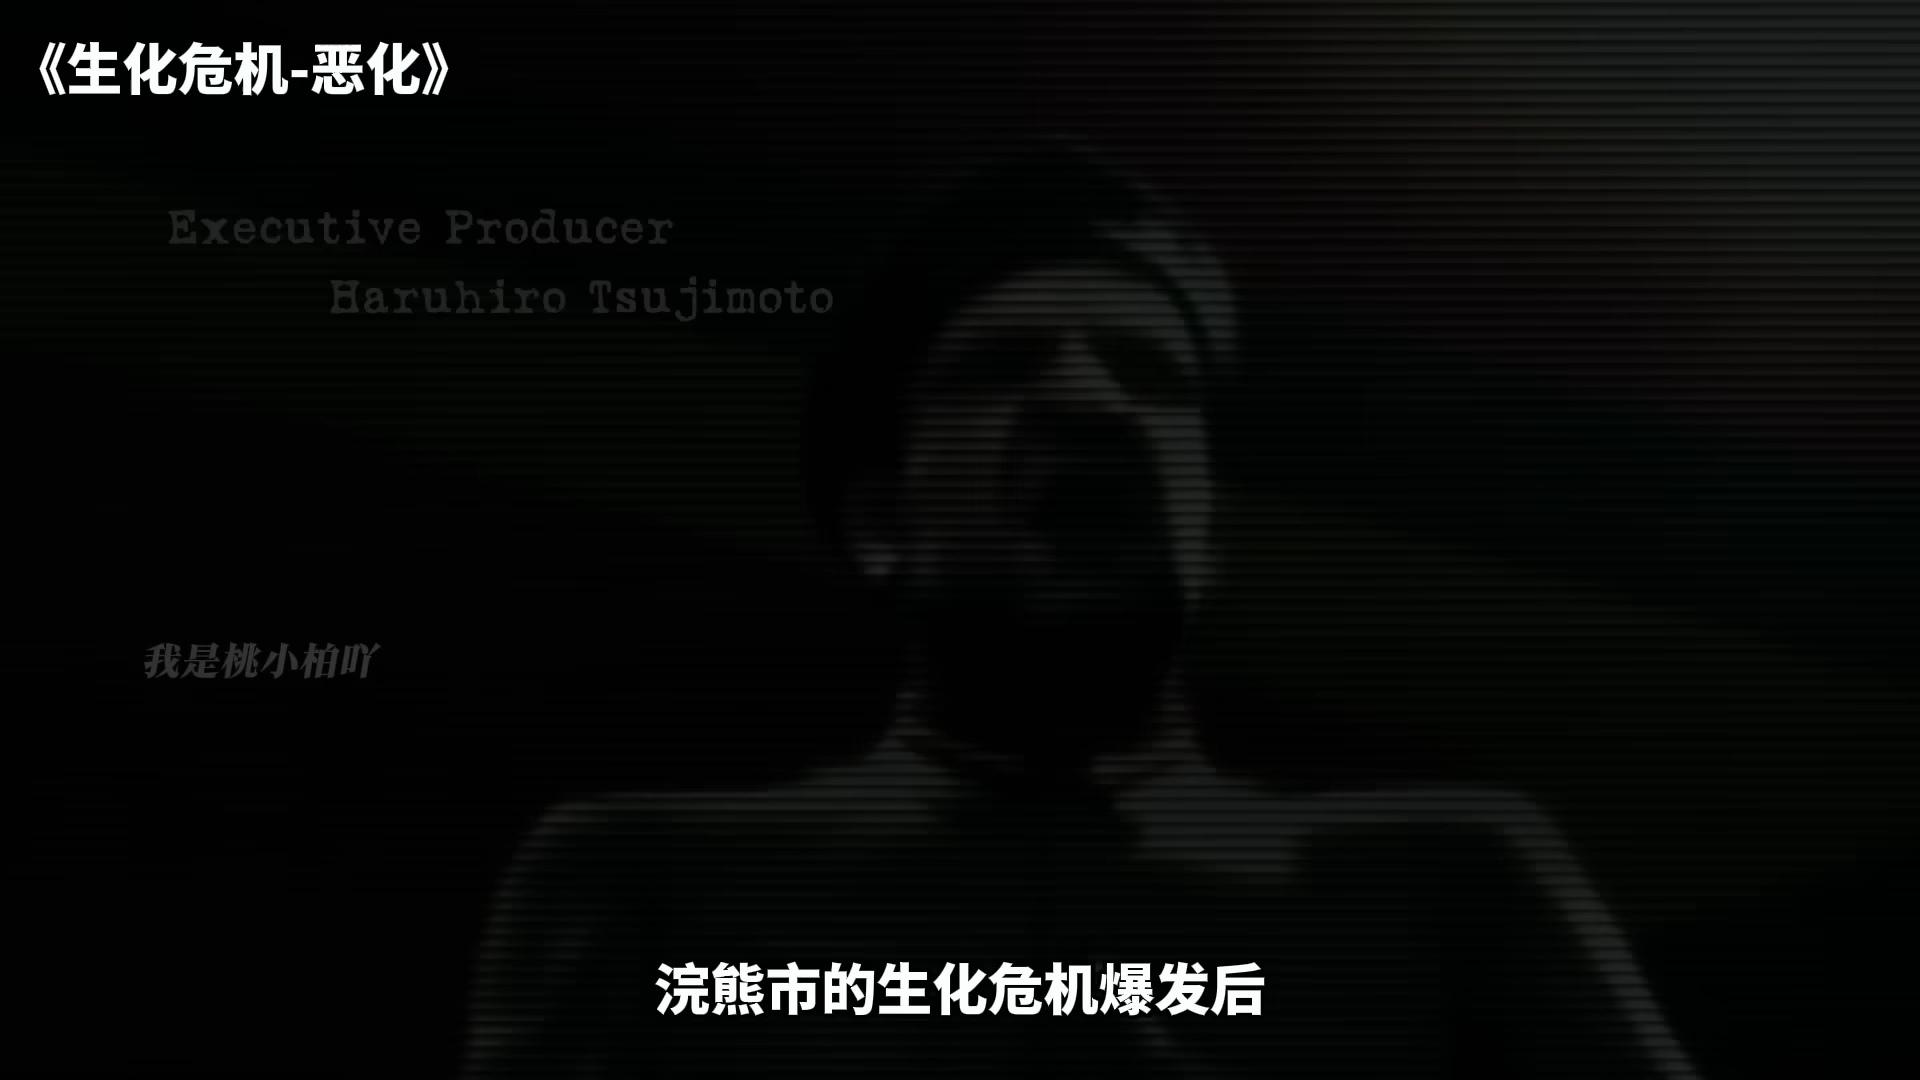 《生化危机-恶化》
Executive Producer
Haruhiro Tsujimoto
我是桃小柏吖
浣熊市的生化危机爆发后